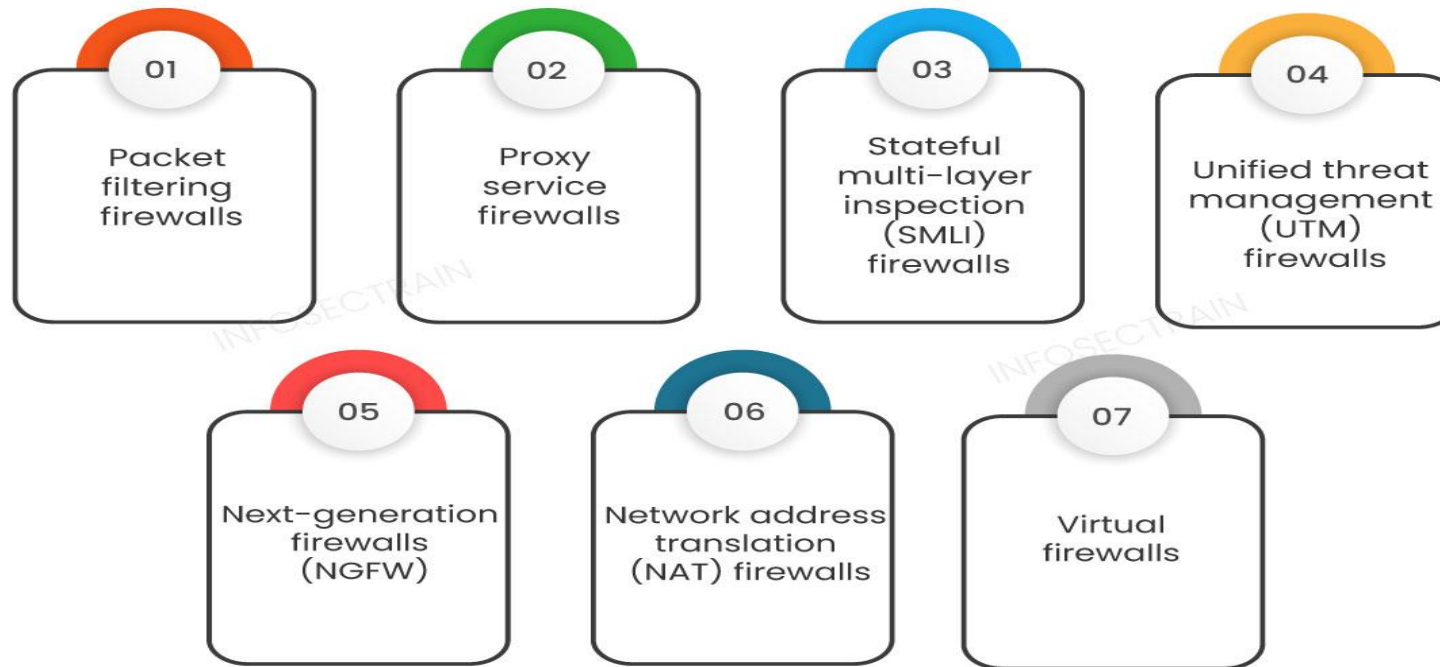 01
Packet
filtering
firewalls
02
Proxy
service
firewalls
03
Stateful
multi-layer
inspection
(SMLI)
firewalls
04
Unified threat
management
(UTM)
firewalls
INFOSECTRAIN
INFOSECTRAIN
05
Next-generation
firewalls
(NGFW)
06
Network address
translation
(NAT) firewalls
07
Virtual
firewalls